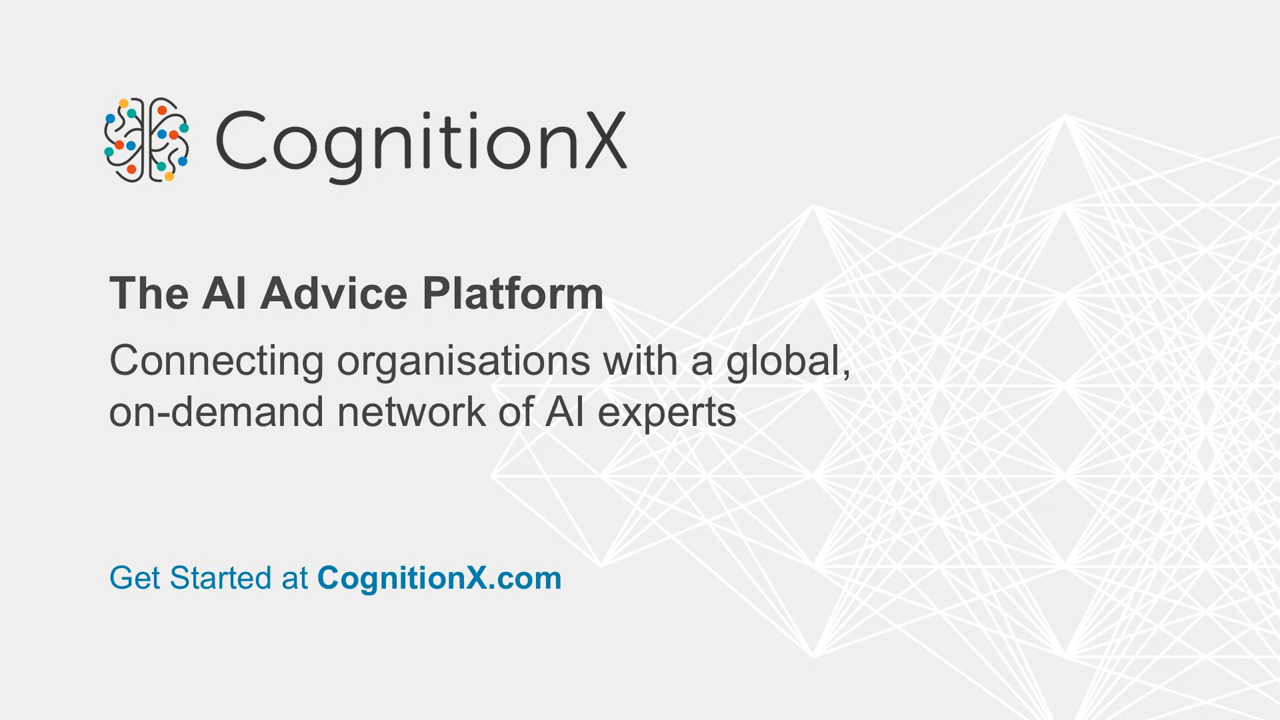 CognitionX
The AI Advice Platform
Connecting organisations with a global,
on-demand network of AI experts
Get Started at CognitionX.com